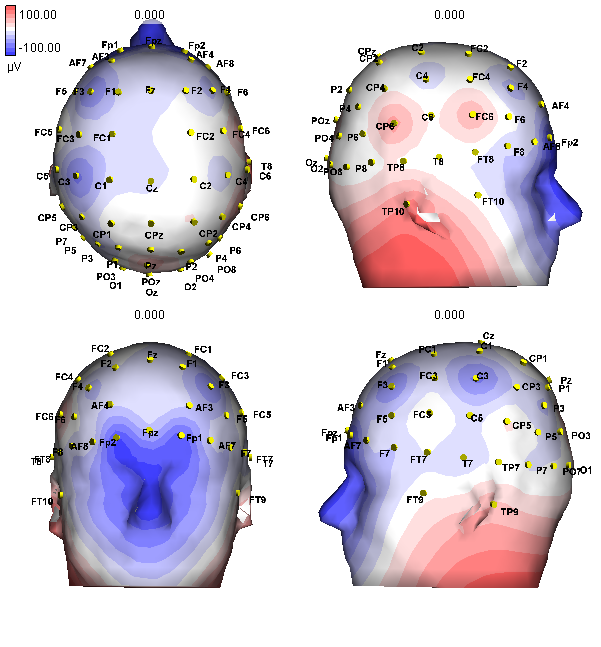 100.00
-100.00
µV
0.000
Fp1 Fpz Fp2
AF7 AF3 AF4 AF8
F5 F3 F1 Fz F2 F4 F6
FC5 FC3 FC1 FC2 FC4 FC6
T8
C5 C3 C1 Cz C2 C4 C6
CP5 CP3 CP1 CPz CP2 CP4 CP6
P7 P5 P3 P1 Pz P2 P4 P6
PO3 POz PO4 PO8
O1 Oz O2
0.000
CPz C2 FC2
CP2 F2
P2 CP4 C4 FC4 F4
P4 AF4
POz CP6 C6 FC6 F6
PO4 P6 AF8 Fp2
Oz F8
O2 PO8 P8 TP8 T8 FT8
TP10 FT10
0.000
FC2 Fz FC1
F2 F1
FC4 F4 F3 FC3
AF4 AF3
FC6 F6 F5 FC5
AF8 Fp2 Fpz Fp1 AF7
F8 F7
T8 FT7
T7
FT10 FT9
0.000
Cz
Fz FC1 C1
F1 CP1
F3 FC3 C3 CP3 Pz
P1
AF3 P3
F5 FC5 C5 CP5
Fpz Fp1 AF7 P5 PO3
F7 FT7 T7 TP7 P7 PO7 O1
FT9 TP9